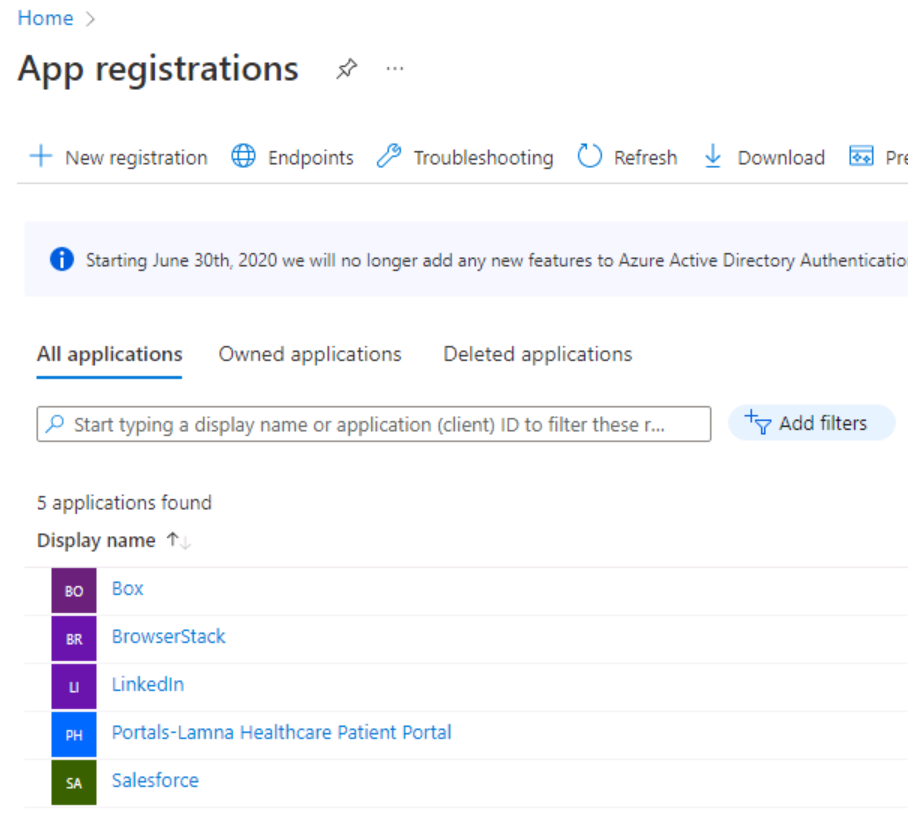 Home
App registrations
New registration Endpoints Troubleshooting Refresh Download Pre
Starting June 30th, 2020 we will no longer add any new features to Azure Active Directory Authenticatio
All applications Owned applications Deleted applications
Start typing a display name or application (client) ID to filter these r... Add filters
5 applications found
Display name
BO Box
BR BrowserStack
LI LinkedIn
PH Portals-Lamna Healthcare Patient Portal
SA Salesforce